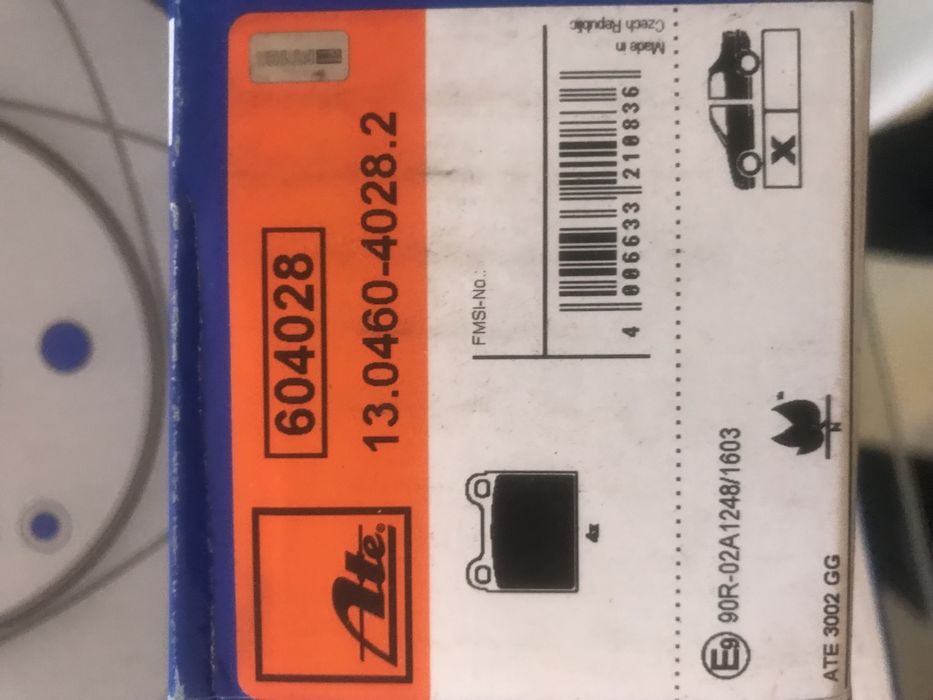 Ate®
604028
13.0460-4028.2
4x
FMSI-No.:
Made in
Czech Republic
4 006633 210836
E9 90R-02A1248/1603
X
ATE 3002 GG
N